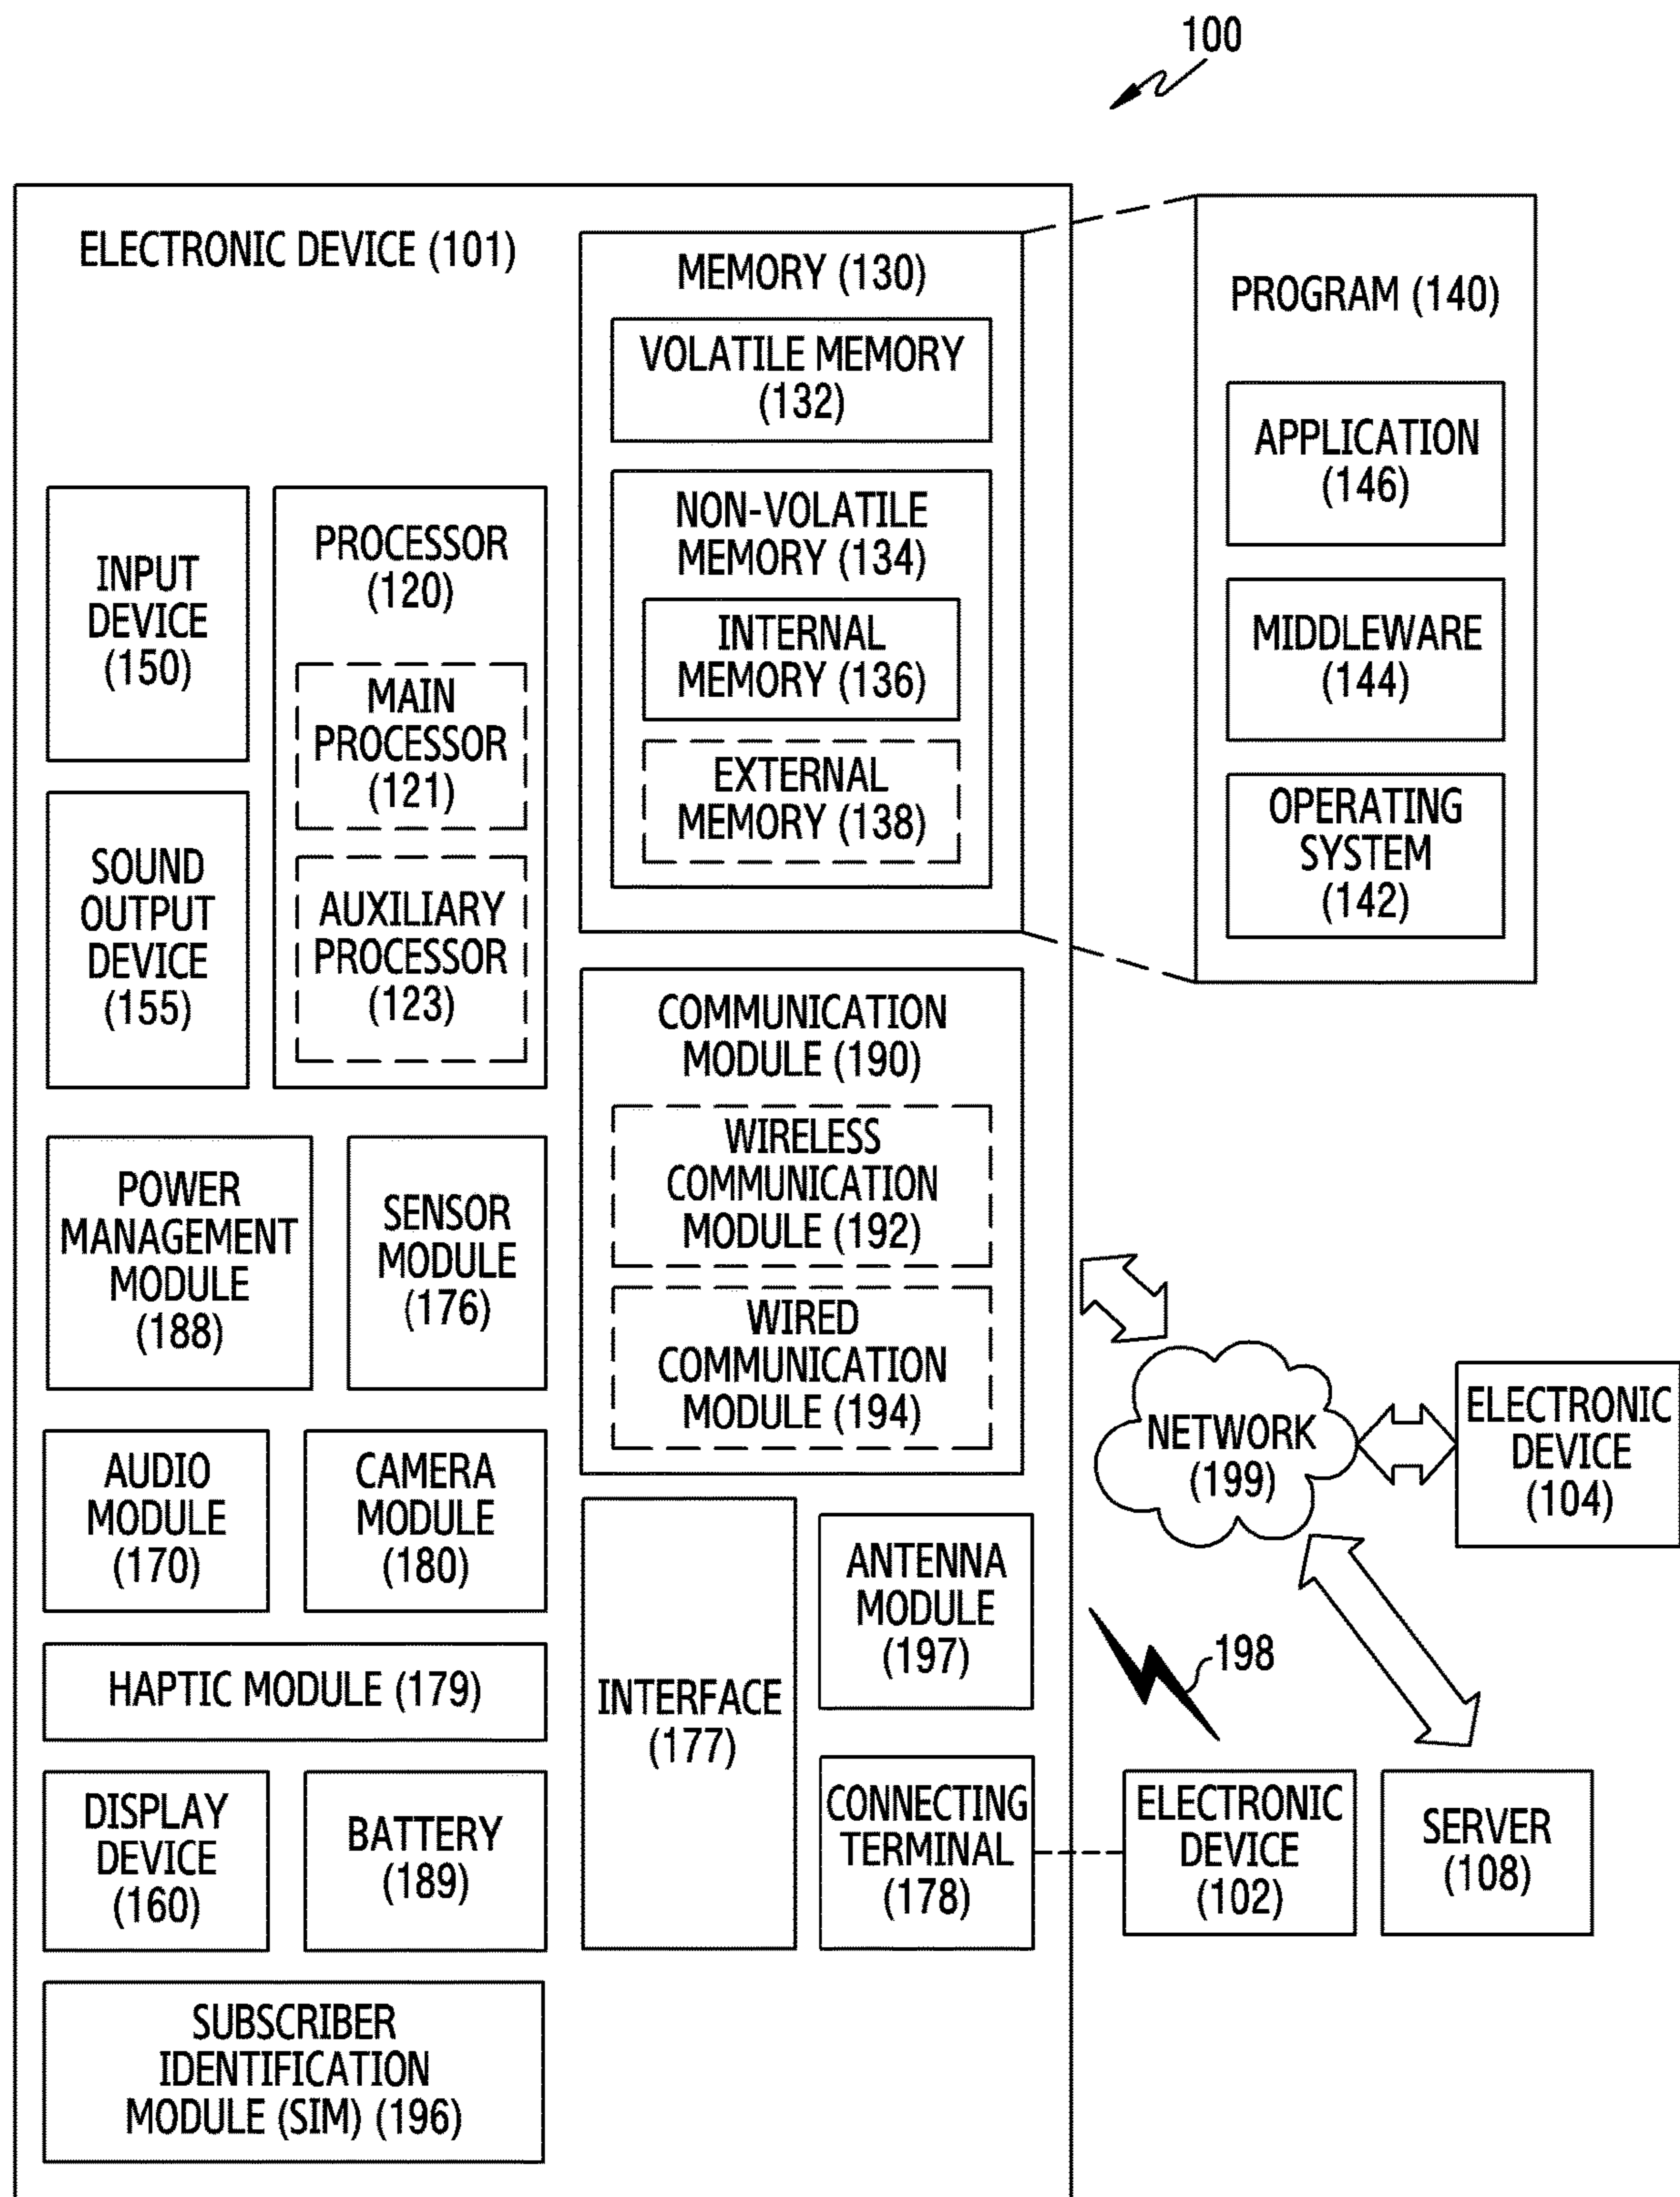 100
ELECTRONIC DEVICE (101)
MEMORY (130)
VOLATILE MEMORY
(132)
NON-VOLATILE
MEMORY (134)
INTERNAL
MEMORY (136)
EXTERNAL
MEMORY (138)
PROGRAM (140)
APPLICATION
(146)
MIDDLEWARE
(144)
OPERATING
SYSTEM
(142)
INPUT
DEVICE
(150)
PROCESSOR
(120)
MAIN
PROCESSOR
(121)
AUXILIARY
PROCESSOR
(123)
SOUND
OUTPUT
DEVICE
(155)
COMMUNICATION
MODULE (190)
WIRELESS
COMMUNICATION
MODULE (192)
WIRED
COMMUNICATION
MODULE (194)
POWER
MANAGEMENT
MODULE
(188)
SENSOR
MODULE
(176)
AUDIO
MODULE
(170)
CAMERA
MODULE
(180)
HAPTIC MODULE (179)
DISPLAY
DEVICE
(160)
BATTERY
(189)
SUBSCRIBER
IDENTIFICATION
MODULE (SIM) (196)
INTERFACE
(177)
ANTENNA
MODULE
(197)
CONNECTING
TERMINAL
(178)
NETWORK
(199)
ELECTRONIC
DEVICE
(104)
198
ELECTRONIC
DEVICE
(102)
SERVER
(108)